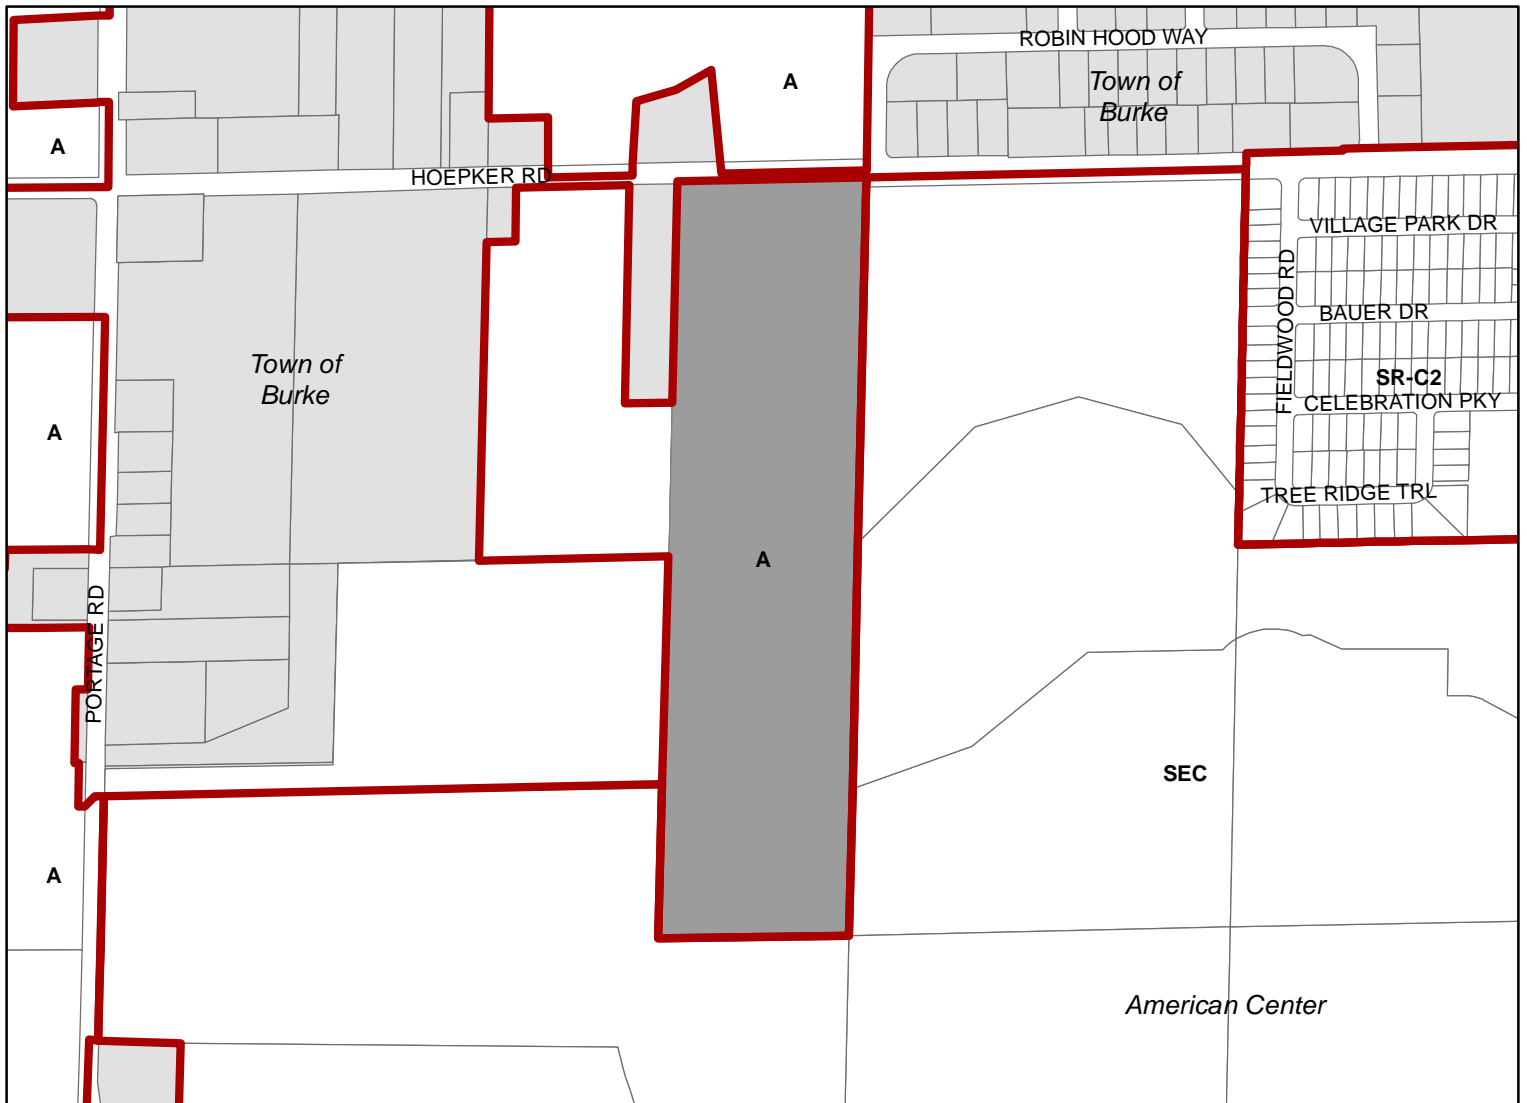 ROBIN HOOD WAY
A
Town of
Burke
A
HOEPKER RD
VILLAGE PARK DR
FIELDWOOD RD
BAUER DR
Town of
Burke
SR-C2
CELEBRATION PKY
A
TREE RIDGE TRL
A
PORTAGE RD
SEC
A
American Center